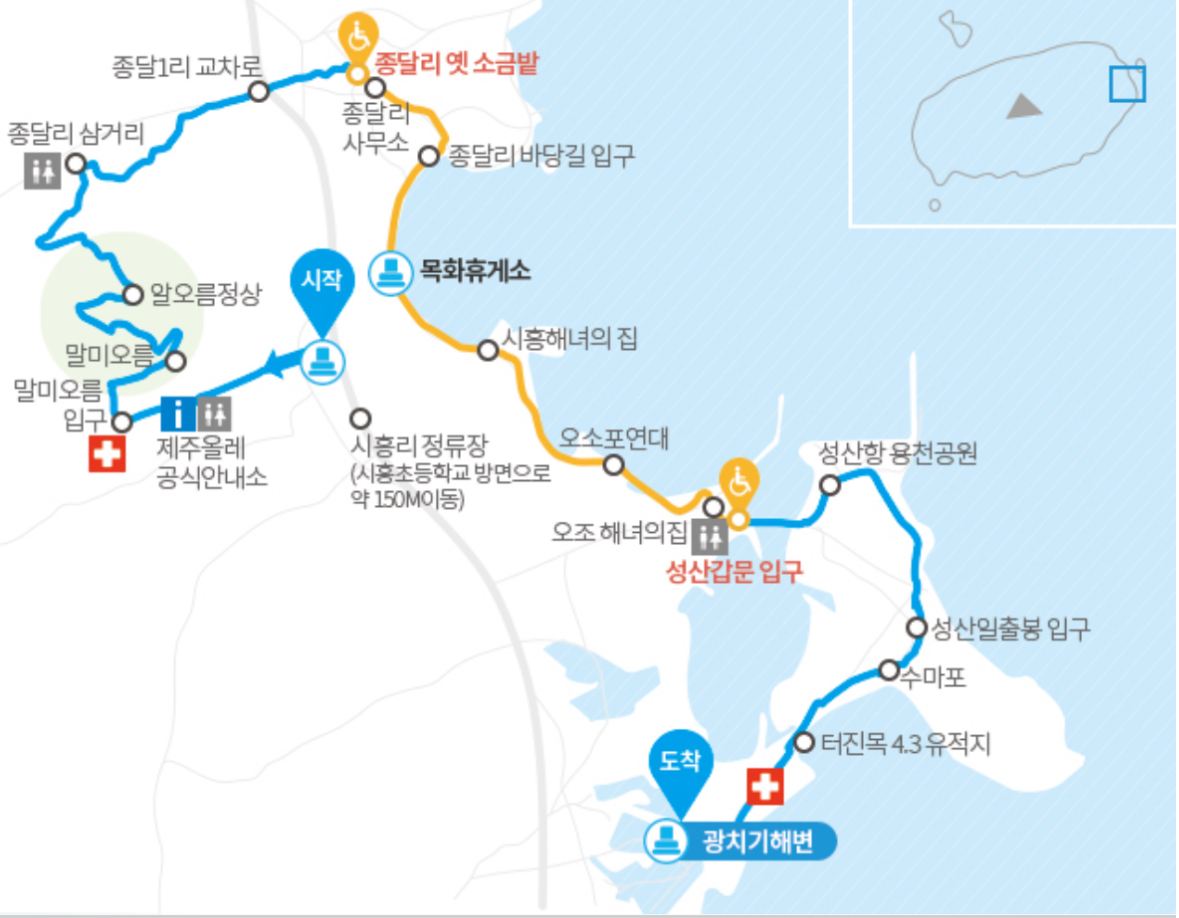 종달리 옛 소금밭
종달1리 교차로
종달리
사무소
종달리 삼거리
종달리 바당길 입구
시작
목화휴게소
알오름정상
시흥해녀의 집
말미오름
말미오름
입구
제주올레
공식안내소
시흥리 정류장
(시흥초등학교 방면으로
약 150M이동)
오소포연대
성산항 용천공원
오조 해녀의집
성산갑문 입구
성산일출봉 입구
수마포
터진목 4.3 유적지
도착
광치기해변